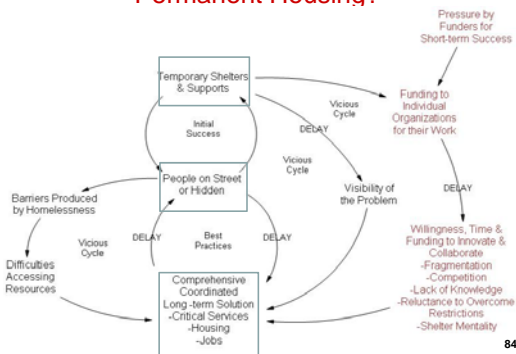 Permanent Housing?
Pressure by
Funders for
Short-term Success
Temporary Shelters
& Supports
Vicious
Cycle
Funding to
Individual
Organizations
for their Work
Initial
Success
DELAY
Vicious
Cycle
People on Street
or Hidden
Visibility of
the Problem
DELAY
Barriers Produced
by Homelessness
Vicious
Cycle
DELAY
Best
Practices
DELAY
Willingness, Time &
Funding to Innovate &
Collaborate
-Fragmentation
-Competition
-Lack of Knowledge
-Reluctance to Overcome
Restrictions
-Shelter Mentality
Difficulties
Accessing
Resources
Comprehensive
Coordinated
Long -term Solution
-Critical Services
-Housing
-Jobs
84